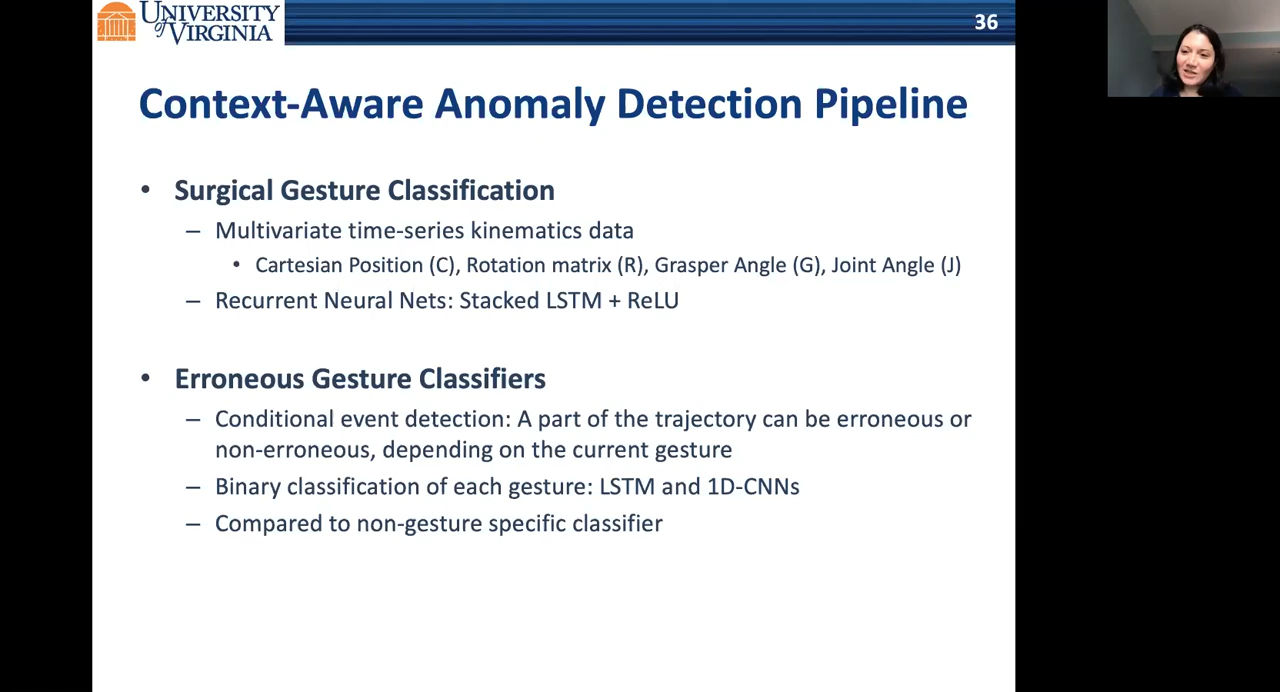 UNIVERSITY
of VIRGINIA
36
Context-Aware Anomaly Detection Pipeline
• Surgical Gesture Classification
– Multivariate time-series kinematics data
• Cartesian Position (C), Rotation matrix (R), Grasper Angle (G), Joint Angle (J)
– Recurrent Neural Nets: Stacked LSTM + ReLU
• Erroneous Gesture Classifiers
– Conditional event detection: A part of the trajectory can be erroneous or
non-erroneous, depending on the current gesture
– Binary classification of each gesture: LSTM and 1D-CNNs
– Compared to non-gesture specific classifier